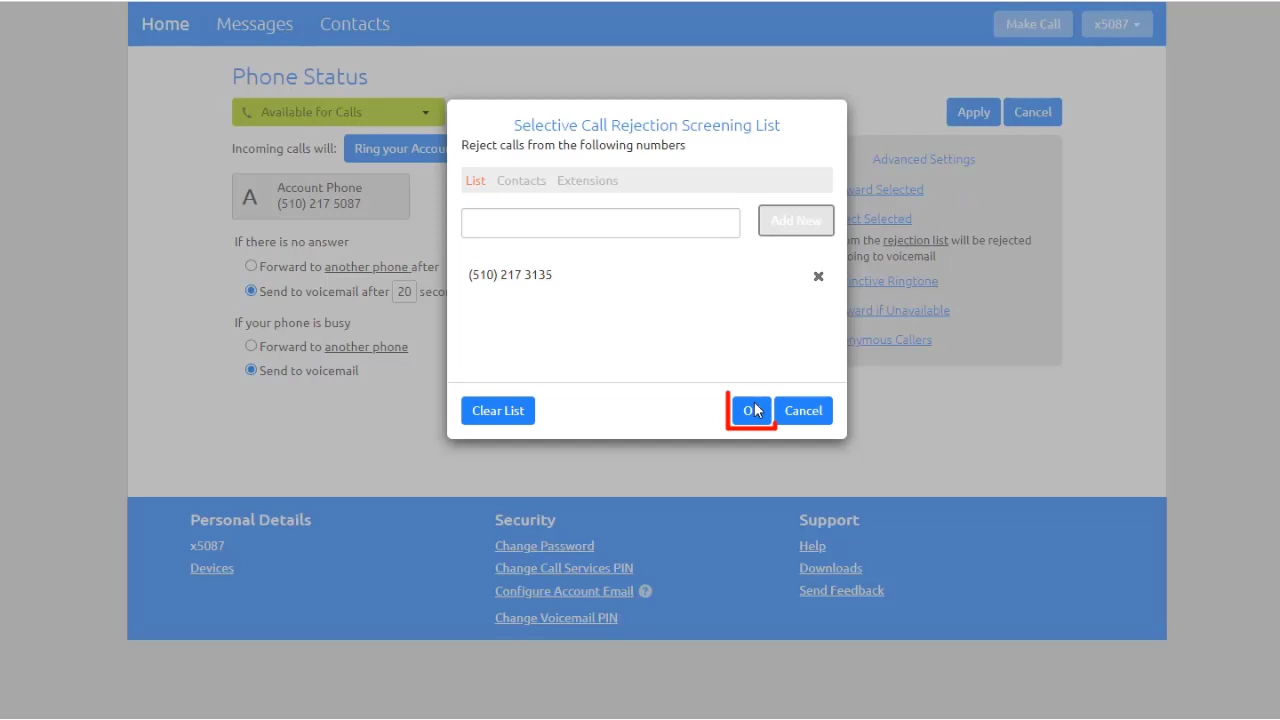 Home Messages Contacts Make Call x5087
Phone Status
Available for Calls
Apply Cancel
Incoming calls will: Ring your Accou
A Account Phone
(510) 217 5087
If there is no answer
Forward to another phone after
Send to voicemail after 20 seco
If your phone is busy
Forward to another phone
Send to voicemail
Selective Call Rejection Screening List
Reject calls from the following numbers
List Contacts Extensions
Add New
(510) 217 3135
Clear List O Cancel
Advanced Settings
ward Selected
ect Selected
om the rejection list will be rejected
oing to voicemail
inctive Ringtone
ward if Unavailable
nymous Callers
Personal Details
x5087
Devices
Security
Change Password
Change Call Services PIN
Configure Account Email ?
Change Voicemail PIN
Support
Help
Downloads
Send Feedback